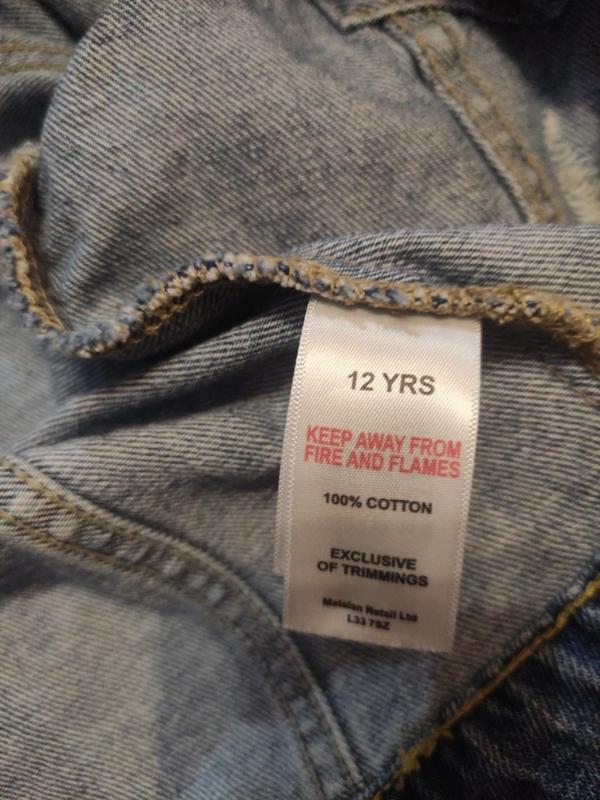 12 YRS
KEEP AWAY FROM
FIRE AND FLAMES
100% COTTON
EXCLUSIVE
OF TRIMMINGS
Matalan Retail Ltd
L33 7SZ